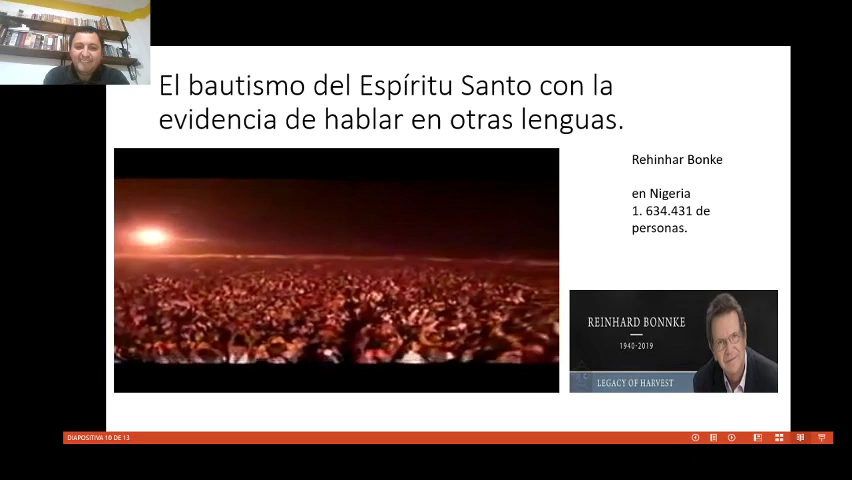 El bautismo del Espíritu Santo con la
evidencia de hablar en otras lenguas.
Rehinhar Bonke
en Nigeria
1. 634.431 de
personas.
REINHARD BONNKE
1940-2019
LEGACY OF HARVEST
DIAPOSITIVA 10 DE 13